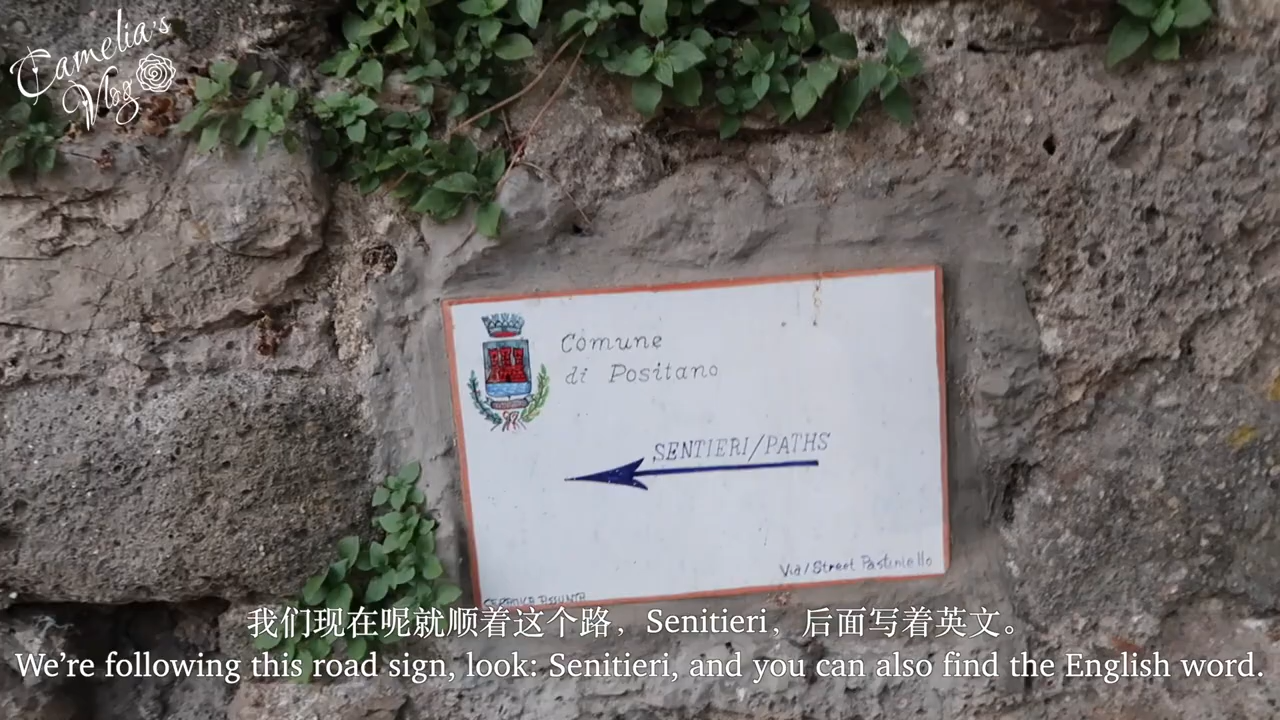 Camelia's
Vlog
Comune
di Positano
SENTIERI/PATHS
Via/Street Pastiniello
我们现在呢就顺着这个路，Senitieri，后面写着英文。
We're following this road sign, look: Senitieri, and you can also find the English word.